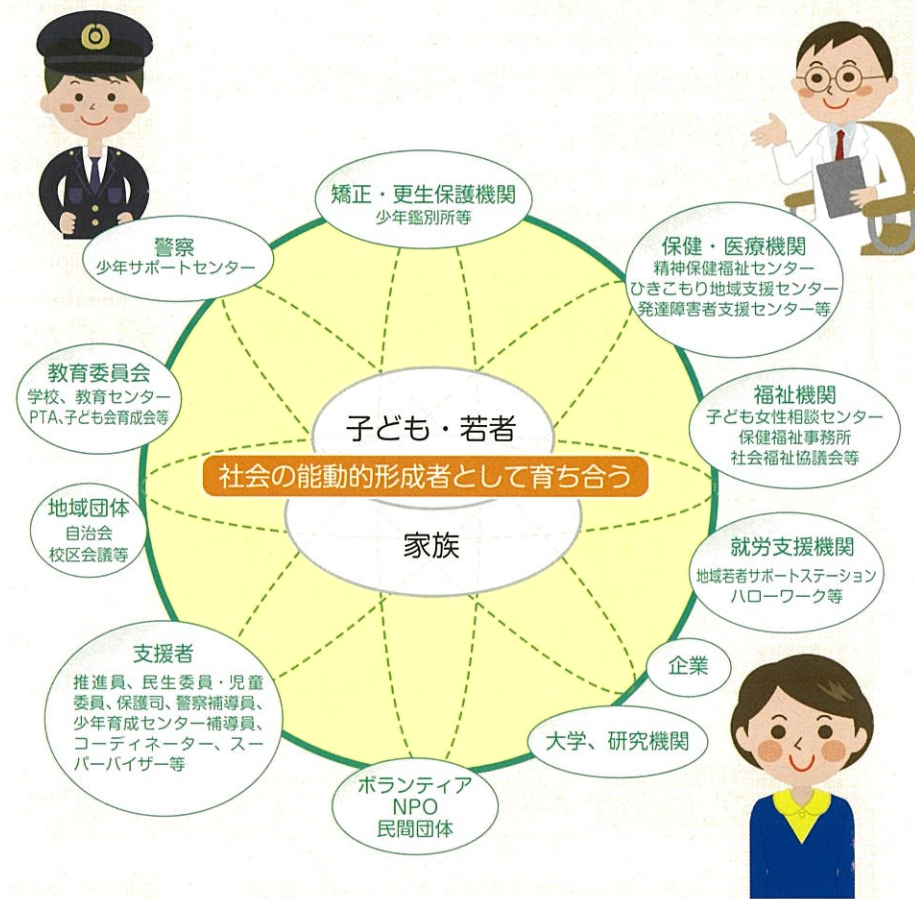 矯正・更生保護機関
少年鑑別所等
警察
少年サポートセンター
保健・医療機関
精神保健福祉センター
ひきこもり地域支援センター
発達障害者支援センター等
教育委員会
学校、教育センター
PTA、子ども会育成会等
福祉機関
子ども女性相談センター
保健福祉事務所
社会福祉協議会等
子ども・若者
社会の能動的形成者として育ち合う
家族
地域団体
自治会
校区会議等
就労支援機関
地域若者サポートステーション
ハローワーク等
支援者
推進員、民生委員・児童
委員、保護司、警察補導員、
少年育成センター補導員、
コーディネーター、スー
パーバイザー等
企業
大学、研究機関
ボランティア
NPO
民間団体